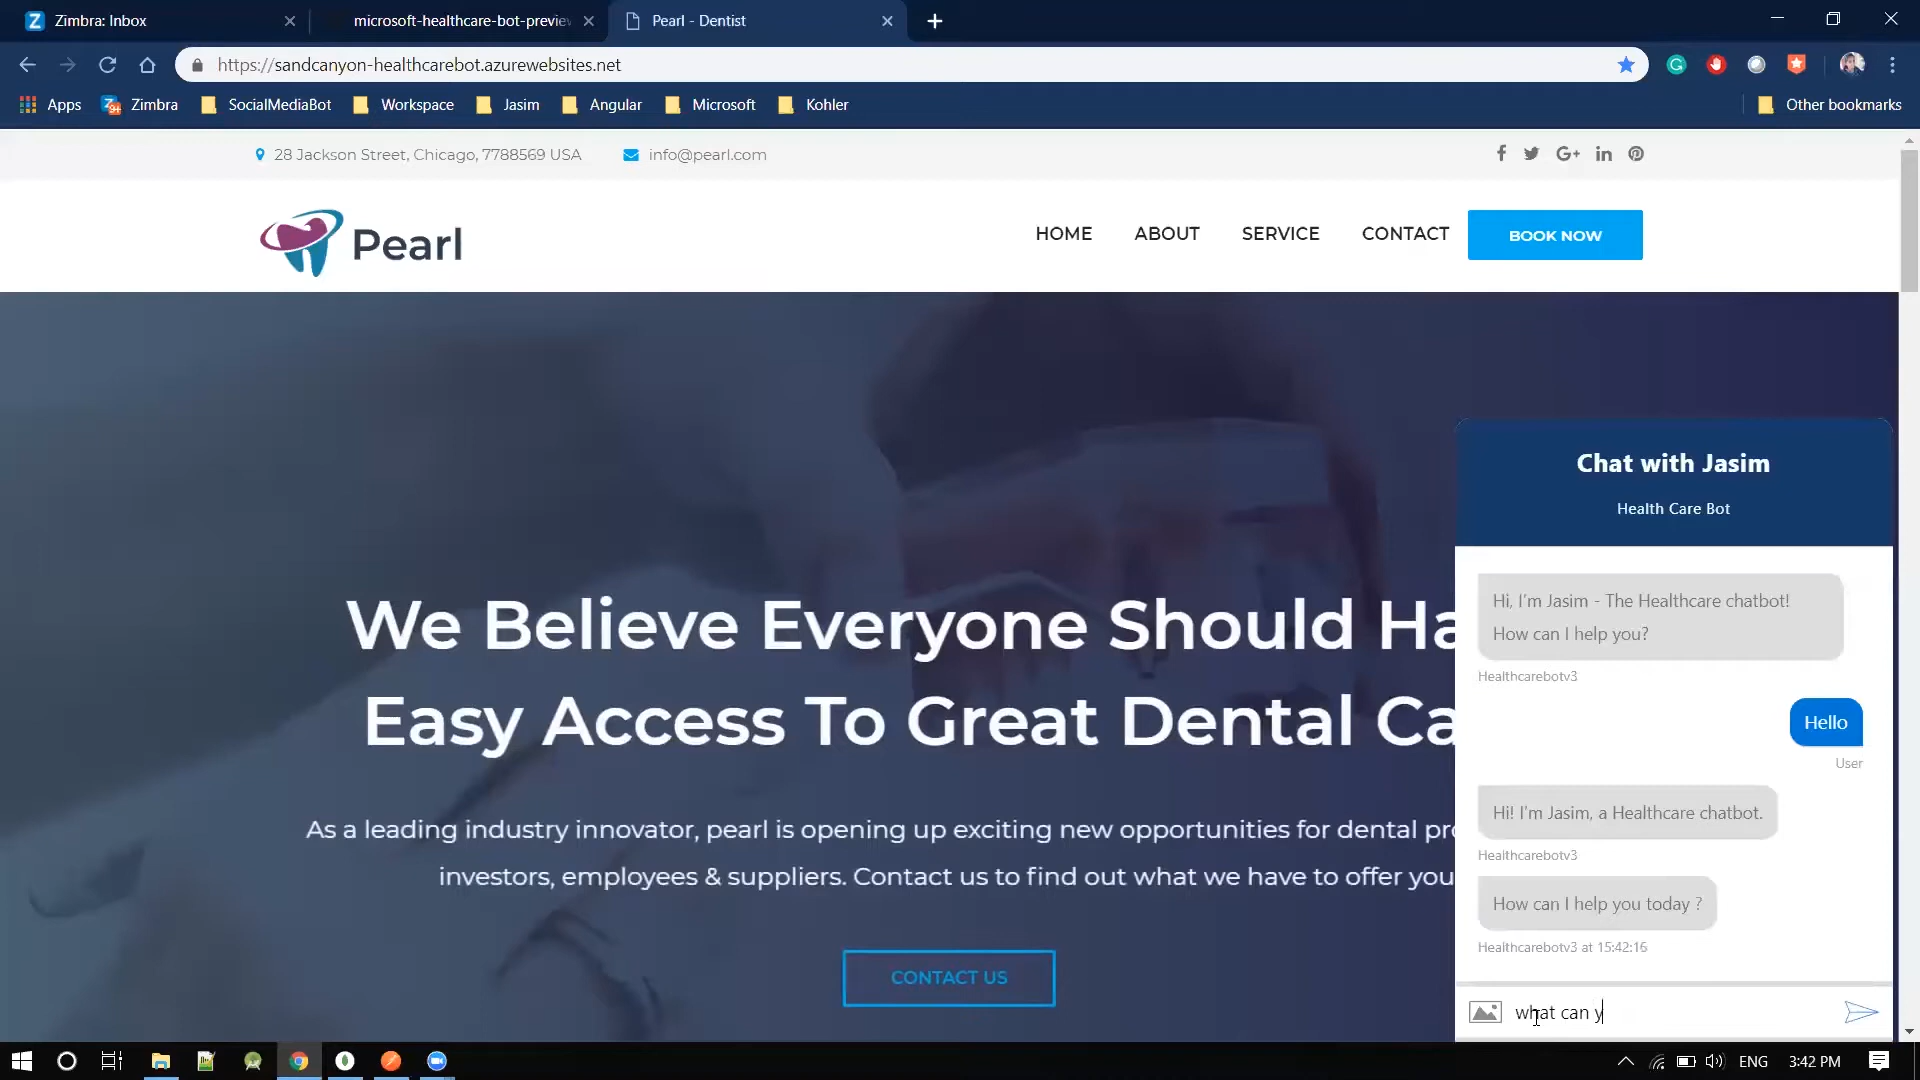 Zimbra: Inbox
microsoft-healthcare-bot-preview
Pearl - Dentist
https://sandcanyon-healthcarebot.azurewebsites.net
Apps
Zimbra
SocialMediaBot
Workspace
Jasim
Angular
Microsoft
Kohler
Other bookmarks
28 Jackson Street, Chicago, 7788569 USA
info@pearl.com
Pearl
HOME
ABOUT
SERVICE
CONTACT
BOOK NOW
We Believe Everyone Should Ha
Easy Access To Great Dental Ca
As a leading industry innovator, pearl is opening up exciting new opportunities for dental pro
investors, employees & suppliers. Contact us to find out what we have to offer you
CONTACT US
Chat with Jasim
Health Care Bot
Hi, I'm Jasim - The Healthcare chatbot!
How can I help you?
Healthcarebotv3
Hello
User
Hi! I'm Jasim, a Healthcare chatbot.
Healthcarebotv3
How can I help you today ?
Healthcarebotv3 at 15:42:16
what can y
ENG
3:42 PM